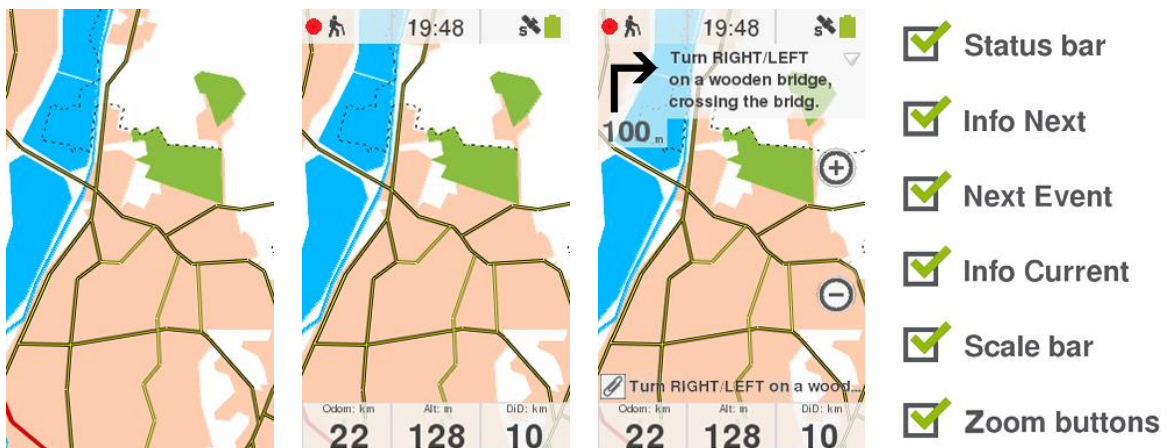 19:48
S
Odom: km
Alt: m
DiD: km
22
128
10
19:48
S
Turn RIGHT/LEFT
on a wooden bridge,
crossing the bridg.
100 m
Turn RIGHT/LEFT on a wood...
Odom: km
Alt: m
DiD: km
22
128
10
Status bar
Info Next
Next Event
Info Current
Scale bar
Zoom buttons